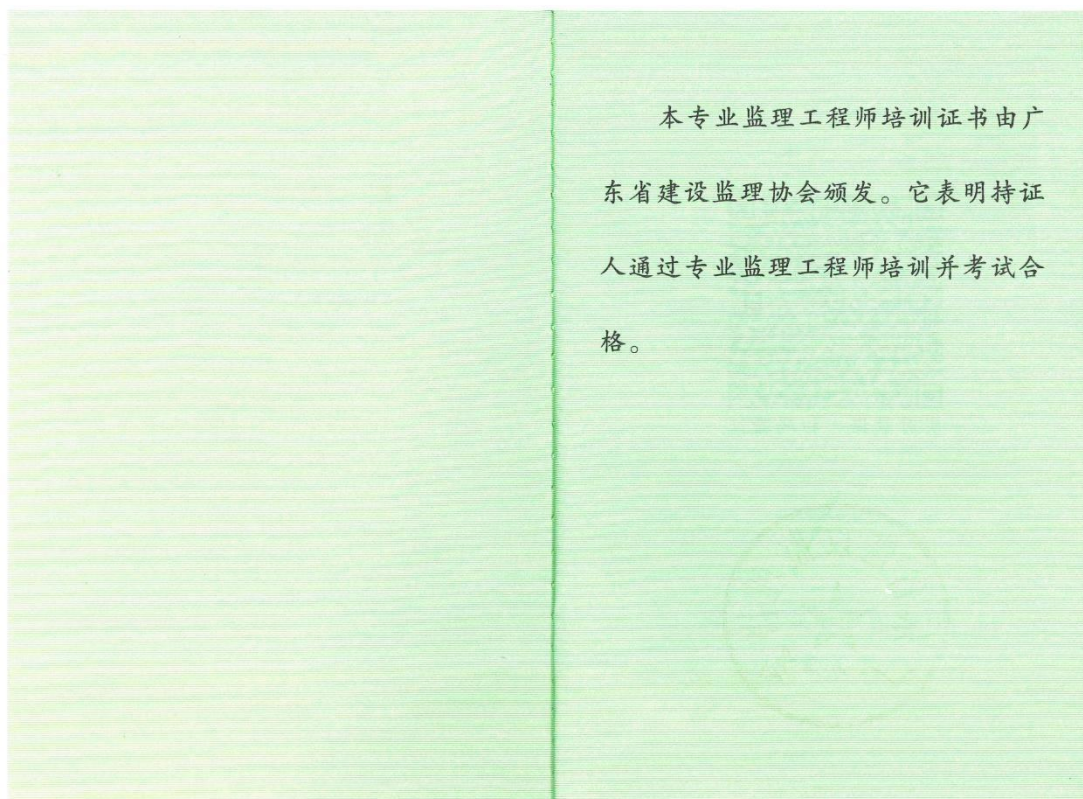 本专业监理工程师培训证书由广
东省建设监理协会颁发。它表明持证
人通过专业监理工程师培训并考试合
格。